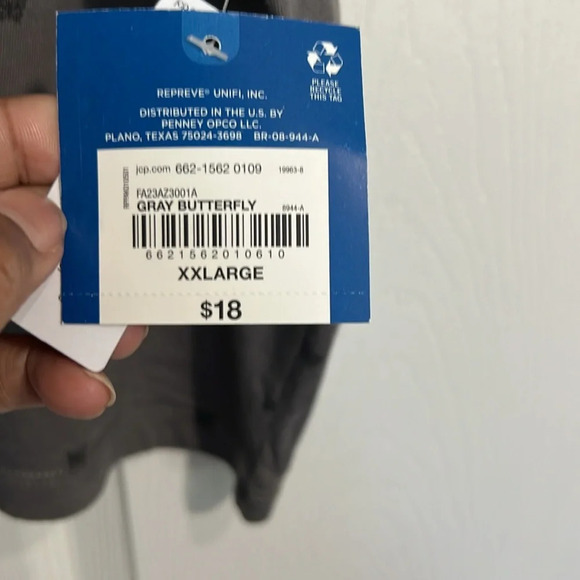 PLEASE
RECYCLE
THIS TAG
REPREVE® UNIFI, INC.
DISTRIBUTED IN THE U.S. BY
PENNEY OPCO LLC.
PLANO, TEXAS 75024-3698 BR-08-944-A
jcp.com 662-1562 0109 19963-8
FA23AZ3001A
GRAY BUTTERFLY 6944-A
6621562010610
XXLARGE
$18